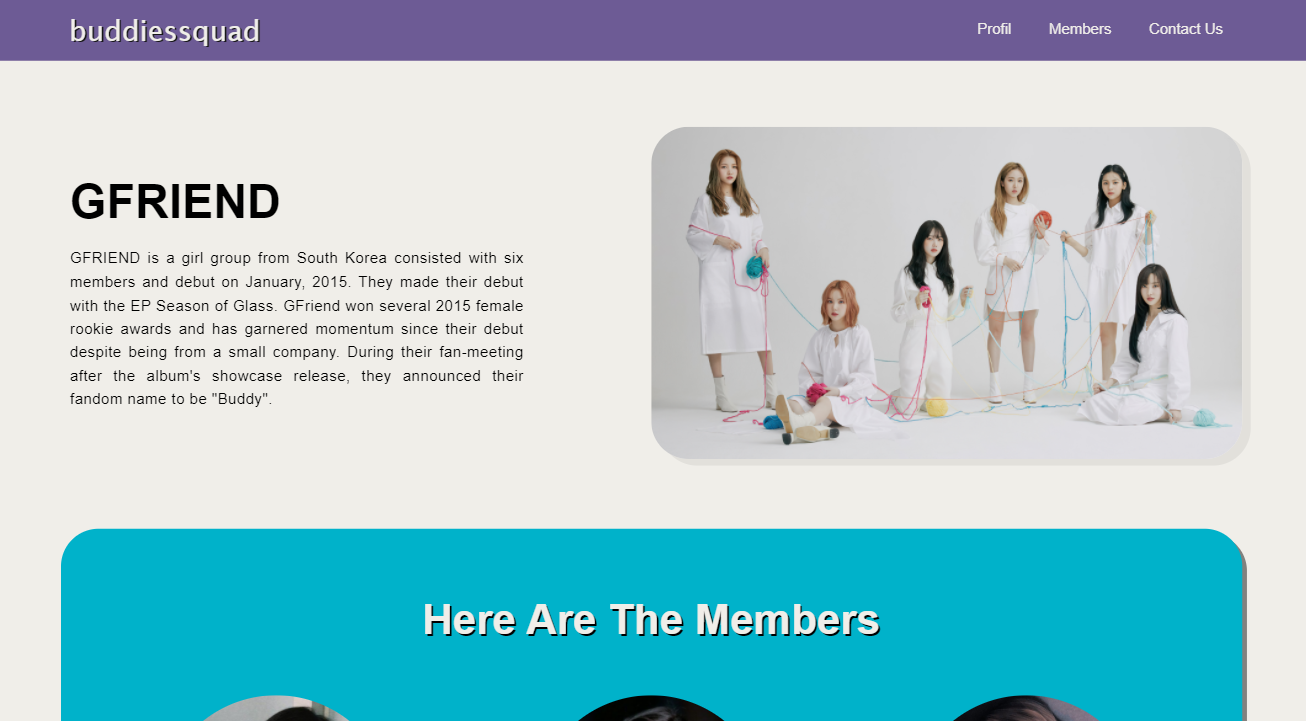 buddiessquad
Profil Members Contact Us
GFRIEND
GFRIEND is a girl group from South Korea consisted with six
members and debut on January, 2015. They made their debut
with the EP Season of Glass. GFriend won several 2015 female
rookie awards and has garnered momentum since their debut
despite being from a small company. During their fan-meeting
after the album's showcase release, they announced their
fandom name to be "Buddy".
Here Are The Members